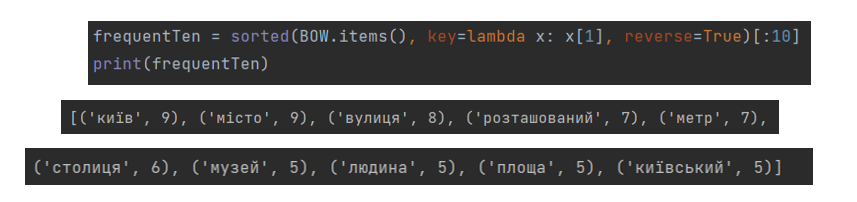 frequentTen = sorted(BOW.items(), key=lambda x: x[1], reverse=True)[:10]
print(frequentTen)
[('київ', 9), ('місто', 9), ('вулиця', 8), ('розташований', 7), ('метр', 7),
('столиця', 6), ('музей', 5), ('людина', 5), ('площа', 5), ('київський', 5)]